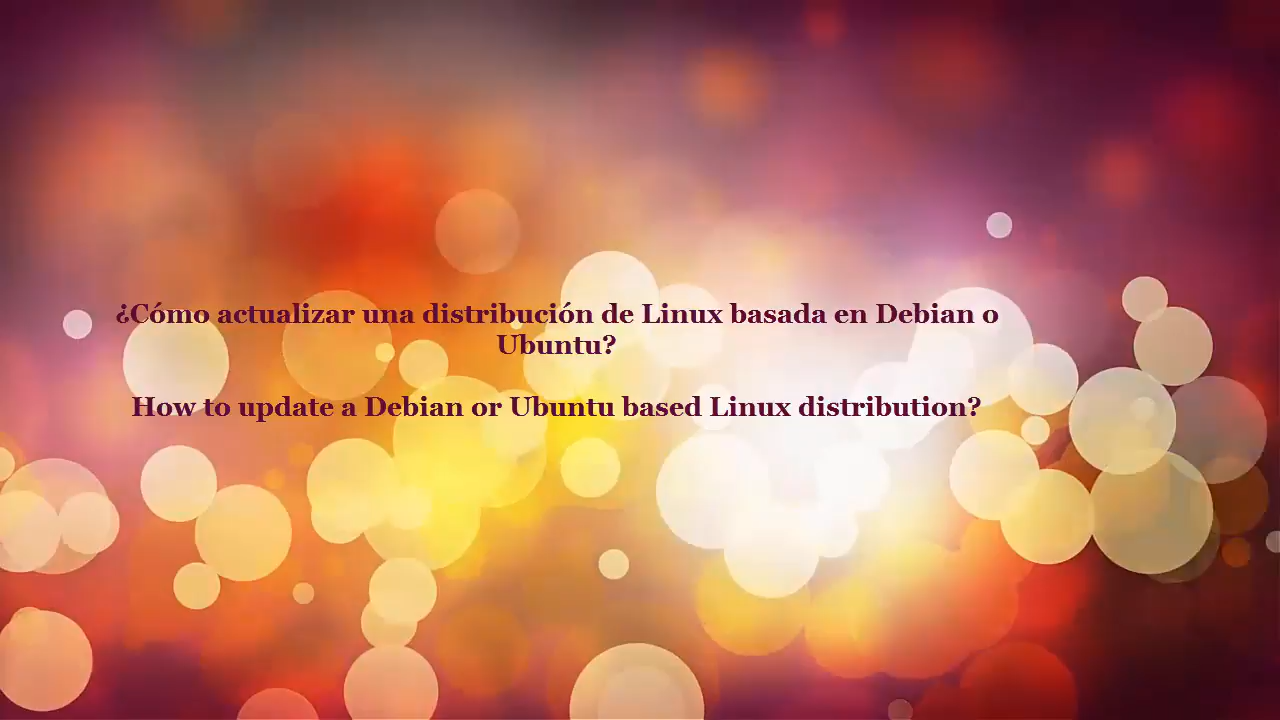 ¿Cómo actualizar una distribución de Linux basada en Debian o
Ubuntu?
How to update a Debian or Ubuntu based Linux distribution?